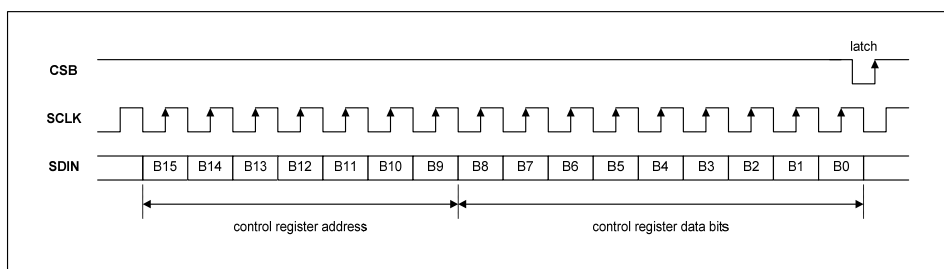 latch
CSB
SCLK
SDIN B15 B14 B13 B12 B11 B10 B9 B8 B7 B6 B5 B4 B3 B2 B1 B0
control register address control register data bits